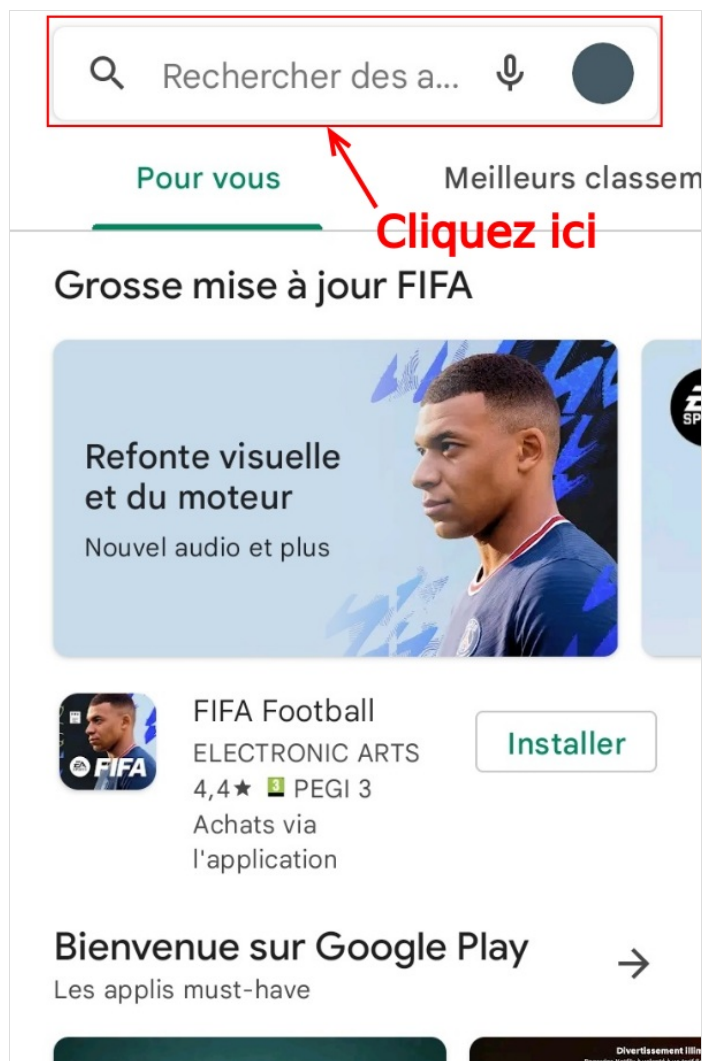 Rechercher des a...
Pour vous
Meilleurs classem
Cliquez ici
Grosse mise à jour FIFA
Refonte visuelle
et du moteur
Nouvel audio et plus
FIFA Football
ELECTRONIC ARTS
4,4★ 3 PEGI 3
Achats via
l'application
Installer
EA FIFA
Bienvenue sur Google Play
Les applis must-have